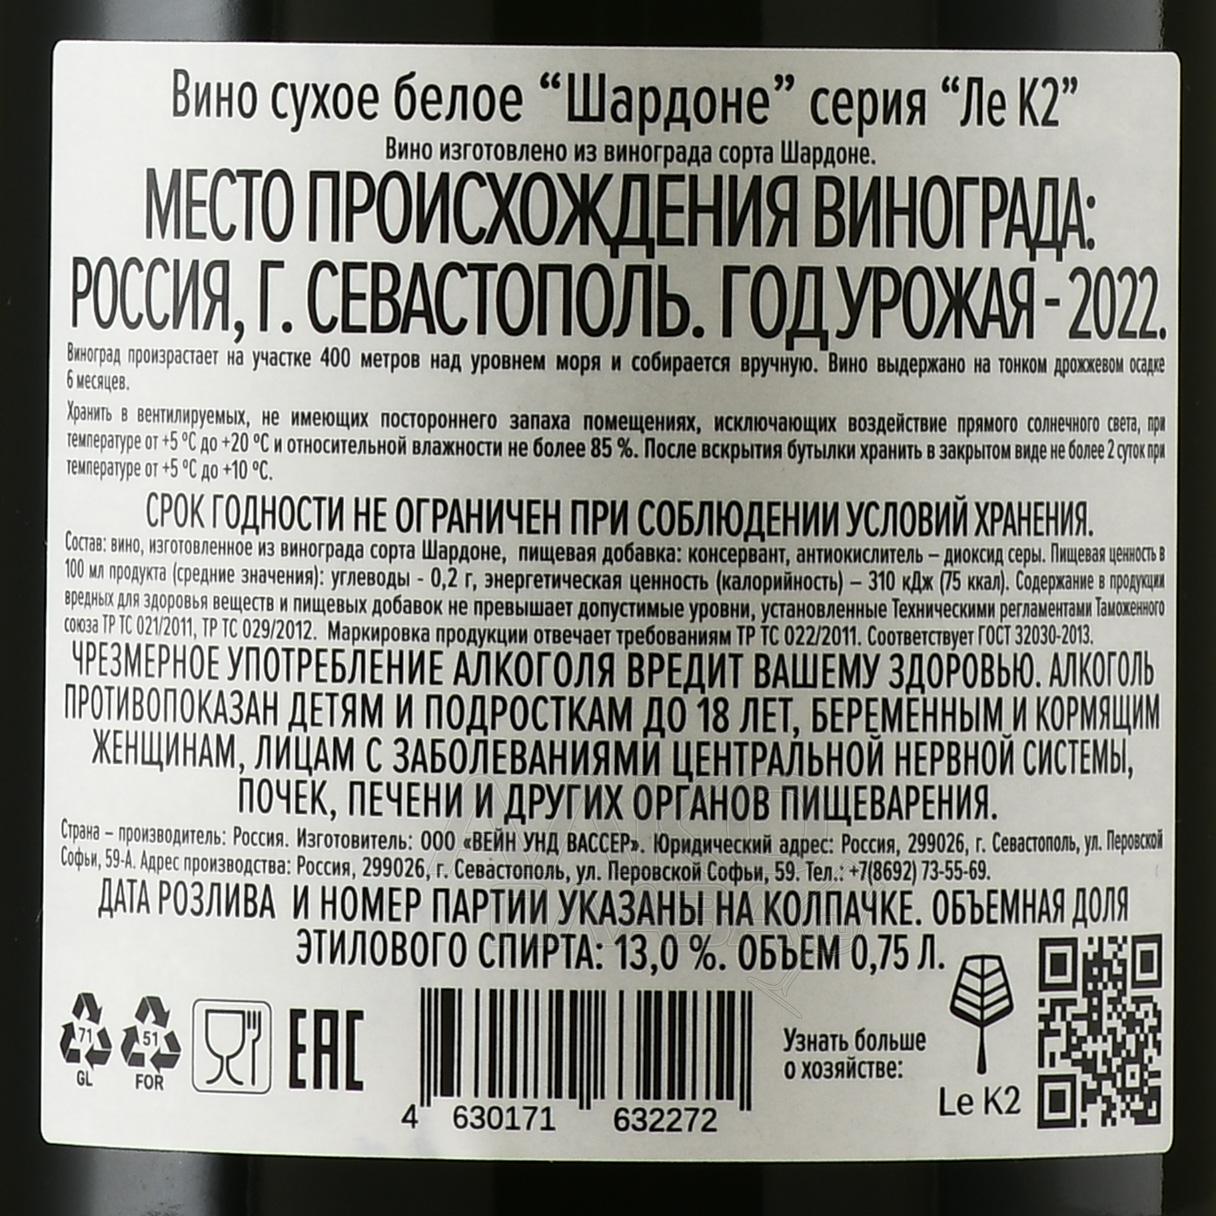 Вино сухое белое “Шардоне” серия “Ле К2”
Вино изготовлено из винограда сорта Шардоне.
МЕСТО ПРОИСХОЖДЕНИЯ ВИНОГРАДА:
РОССИЯ, Г. СЕВАСТОПОЛЬ. ГОД УРОЖАЯ - 2022.
Виноград произрастает на участке 400 метров над уровнем моря и собирается вручную. Вино выдержано на тонком дрожжевом осадке
6 месяцев.
Хранить в вентилируемых, не имеющих постороннего запаха помещениях, исключающих воздействие прямого солнечного света, при
температуре от +5 ºС до +20 ºС и относительной влажности не более 85 %. После вскрытия бутылки хранить в закрытом виде не более 2 суток при
температуре от +5 ºС до +10 ºС.
СРОК ГОДНОСТИ НЕ ОГРАНИЧЕН ПРИ СОБЛЮДЕНИИ УСЛОВИЙ ХРАНЕНИЯ.
Состав: вино, изготовленное из винограда сорта Шардоне, пищевая добавка: консервант, антиокислитель – диоксид серы. Пищевая ценность в
100 мл продукта (средние значения): углеводы - 0,2 г, энергетическая ценность (калорийность) – 310 кДж (75 ккал). Содержание в продукции
вредных для здоровья веществ и пищевых добавок не превышает допустимые уровни, установленные Техническими регламентами Таможенного
союза ТР ТС 021/2011, ТР ТС 029/2012. Маркировка продукции отвечает требованиям ТР ТС 022/2011. Соответствует ГОСТ 32030-2013.
ЧРЕЗМЕРНОЕ УПОТРЕБЛЕНИЕ АЛКОГОЛЯ ВРЕДИТ ВАШЕМУ ЗДОРОВЬЮ. АЛКОГОЛЬ
ПРОТИВОПОКАЗАН ДЕТЯМ И ПОДРОСТКАМ ДО 18 ЛЕТ, БЕРЕМЕННЫМ И КОРМЯЩИМ
ЖЕНЩИНАМ, ЛИЦАМ С ЗАБОЛЕВАНИЯМИ ЦЕНТРАЛЬНОЙ НЕРВНОЙ СИСТЕМЫ,
ПОЧЕК, ПЕЧЕНИ И ДРУГИХ ОРГАНОВ ПИЩЕВАРЕНИЯ.
Страна – производитель: Россия. Изготовитель: ООО «ВЕЙН УНД ВАССЕР». Юридический адрес: Россия, 299026, г. Севастополь, ул. Перовской
Софьи, 59-А. Адрес производства: Россия, 299026, г. Севастополь, ул. Перовской Софьи, 59. Тел.: +7(8692) 73-55-69.
ДАТА РОЗЛИВА И НОМЕР ПАРТИИ УКАЗАНЫ НА КОЛПАЧКЕ. ОБЪЕМНАЯ ДОЛЯ
ЭТИЛОВОГО СПИРТА: 13,0 %. ОБЪЕМ 0,75 Л.
71
GL
51
FOR
EAC
4 630171 632272
Узнать больше
о хозяйстве:
Le K2